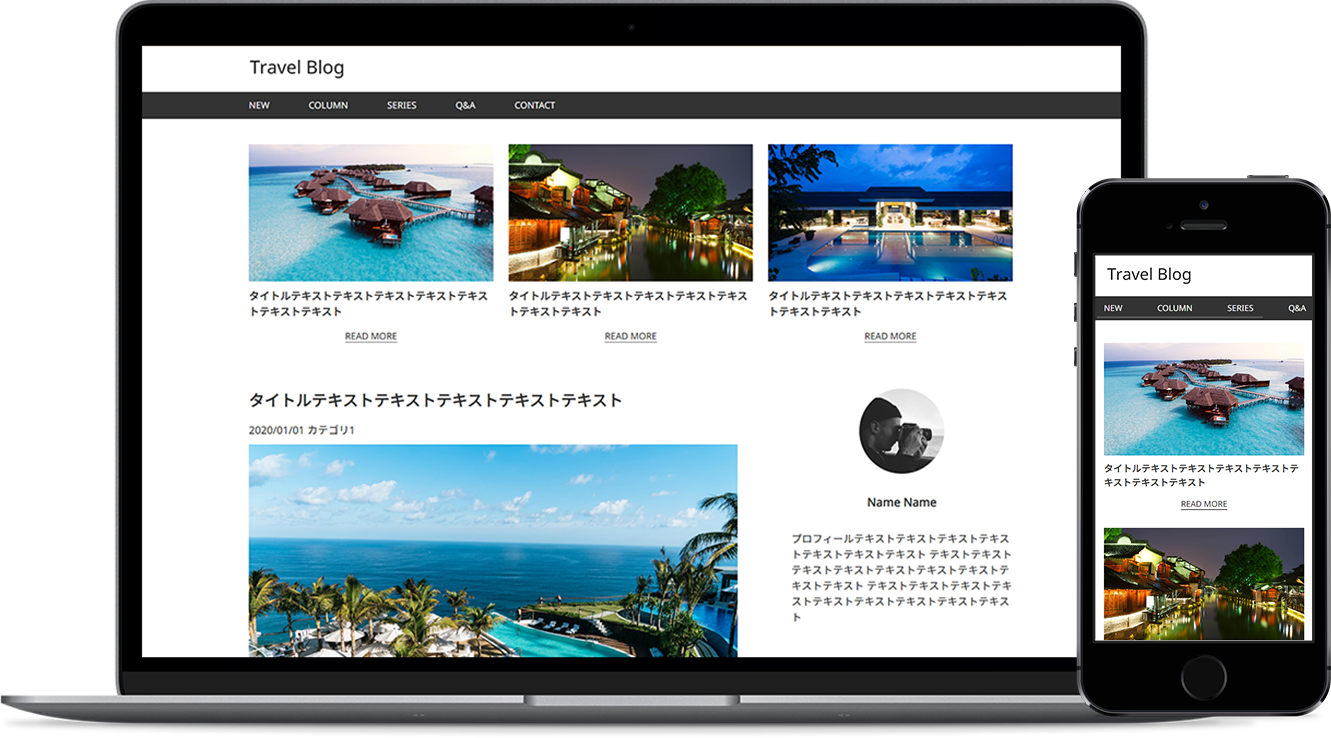 Travel Blog
NEW COLUMN SERIES Q&A CONTACT
タイトルテキストテキストテキストテキストテキス
トテキストテキスト
READ MORE
タイトルテキストテキストテキストテキストテキス
トテキストテキスト
READ MORE
タイトルテキストテキストテキストテキストテキス
トテキストテキスト
READ MORE
タイトルテキストテキストテキストテキストテキスト
2020/01/01 カテゴリ1
Name Name
プロフィールテキストテキストテキストテキス
トテキストテキストテキスト テキストテキスト
テキストテキストテキストテキストテキストテ
キストテキスト テキストテキストテキストテキ
ストテキストテキストテキストテキストテキス
ト
Travel Blog
NEW COLUMN SERIES Q&A
タイトルテキストテキストテキストテキストテ
キストテキストテキスト
READ MORE